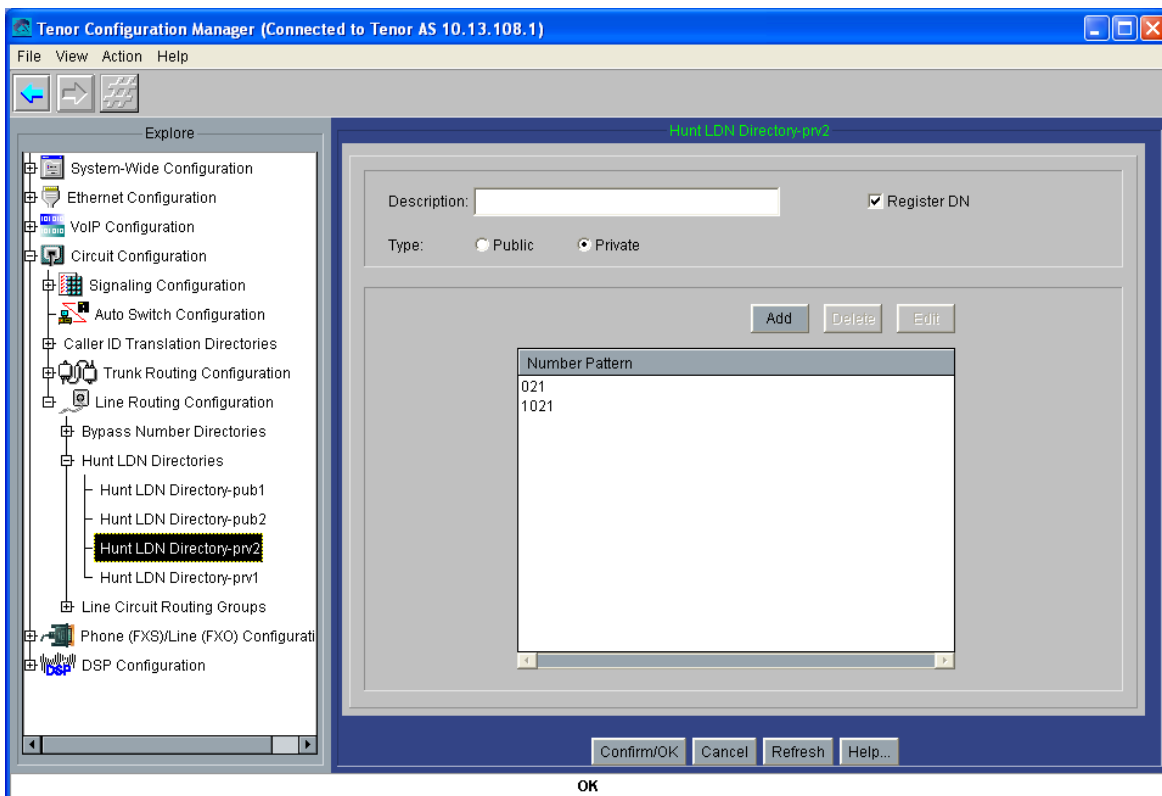 Tenor Configuration Manager (Connected to Tenor AS 10.13.108.1)
File View Action Help
Explore
System-Wide Configuration
Ethernet Configuration
VoIP Configuration
Circuit Configuration
Signaling Configuration
Auto Switch Configuration
Caller ID Translation Directories
Trunk Routing Configuration
Line Routing Configuration
Bypass Number Directories
Hunt LDN Directories
Hunt LDN Directory-pub1
Hunt LDN Directory-pub2
Hunt LDN Directory-prv2
Hunt LDN Directory-prv1
Line Circuit Routing Groups
Phone (FXS)/Line (FXO) Configurati
DSP DSP Configuration
Hunt LDN Directory-prv2
Description: Register DN
Type: Public Private
Add Delete Edit
Number Pattern
021
1021
Confirm/OK Cancel Refresh Help...
OK